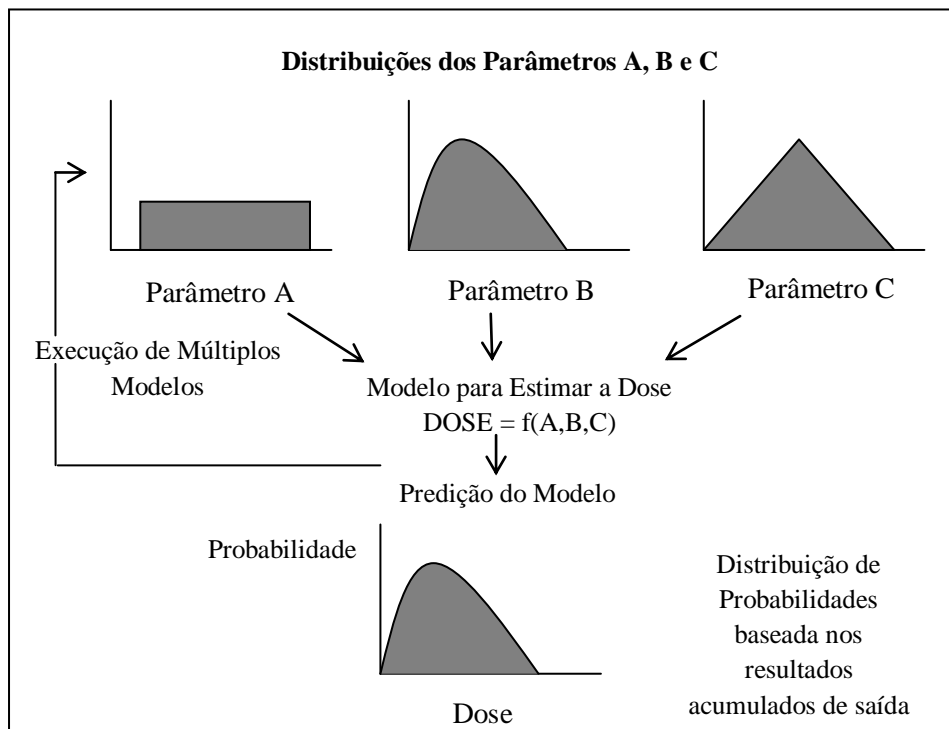 Distribuições dos Parâmetros A, B e C
Parâmetro A
Parâmetro B
Parâmetro C
Execução de Múltiplos
Modelos
Modelo para Estimar a Dose
DOSE = f(A,B,C)
Predição do Modelo
Probabilidade
Dose
Distribuição de
Probabilidades
baseada nos
resultados
acumulados de saída